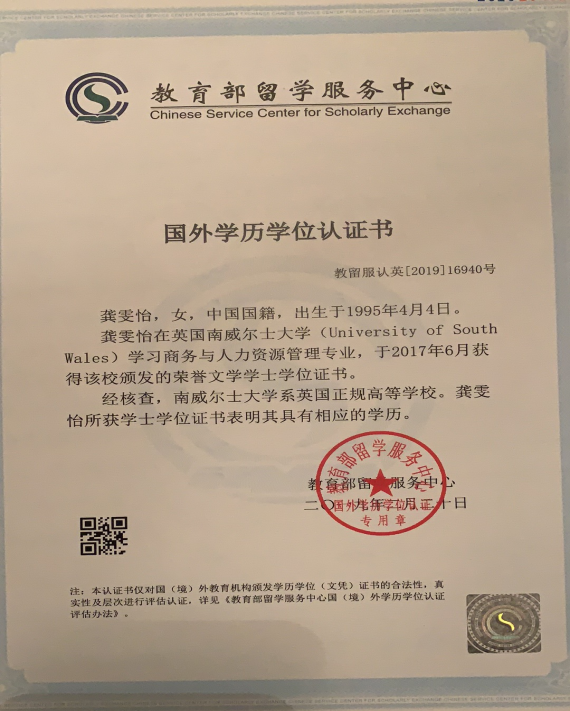 教育部留学服务中心
Chinese Service Center for Scholarly Exchange
国外学历学位认证书
教留服认英[2019]16940号
龚雯怡，女，中国国籍，出生于1995年4月4日。
龚雯怡在英国南威尔士大学（University of South
Wales）学习商务与人力资源管理专业，于2017年6月获
得该校颁发的荣誉文学学士学位证书。
经核查，南威尔士大学系英国正规高等学校。龚雯
怡所获学士学位证书表明其具有相应的学历。
教育部留学服务中心
二〇一九年 月二十日
教育部留学服务中心
国外学历学位认证
专用章
注：本认证书仅对国（境）外教育机构颁发学历学位（文凭）证书的合法性，真
实性及层次进行评估认证，详见《教育部留学服务中心国（境）外学历学位认证
评估办法》。